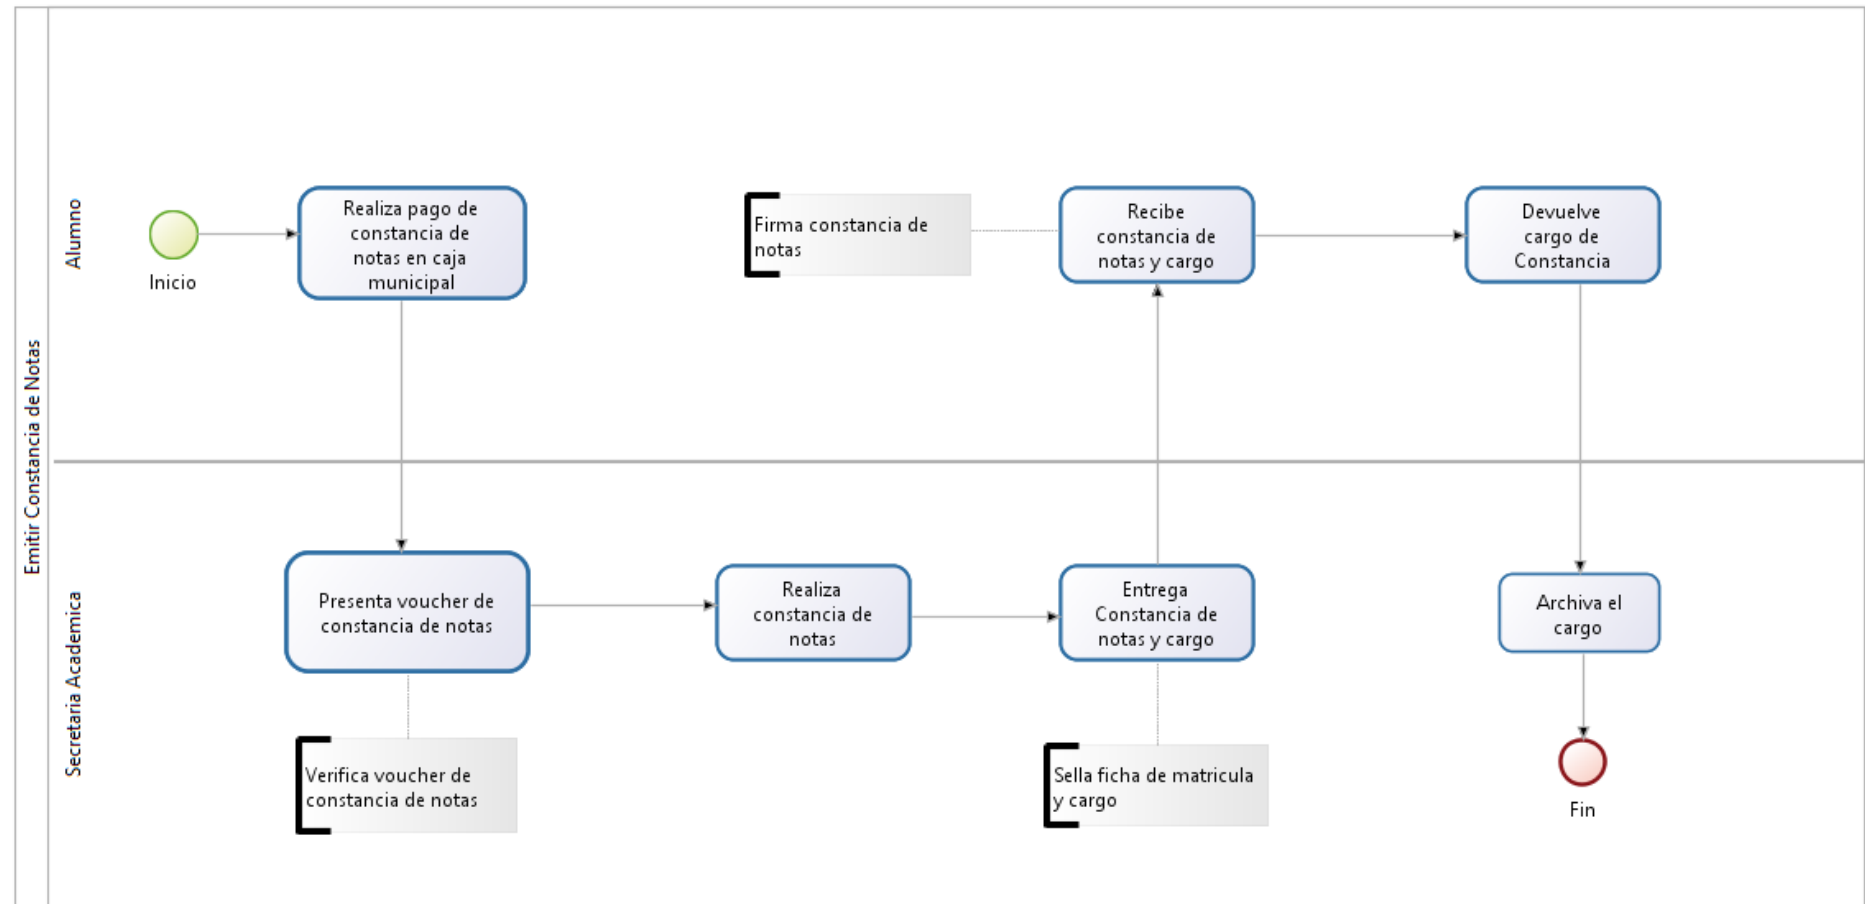 Emitir Constancia de Notas
Alumno
Inicio
Realiza pago de
constancia de
notas en caja
municipal
Firma constancia de
notas
Recibe
constancia de
notas y cargo
Devuelve
cargo de
Constancia
Secretaria Academica
Presenta voucher de
constancia de notas
Realiza
constancia de
notas
Entrega
Constancia de
notas y cargo
Archiva el
cargo
Verifica voucher de
constancia de notas
Sella ficha de matricula
y cargo
Fin